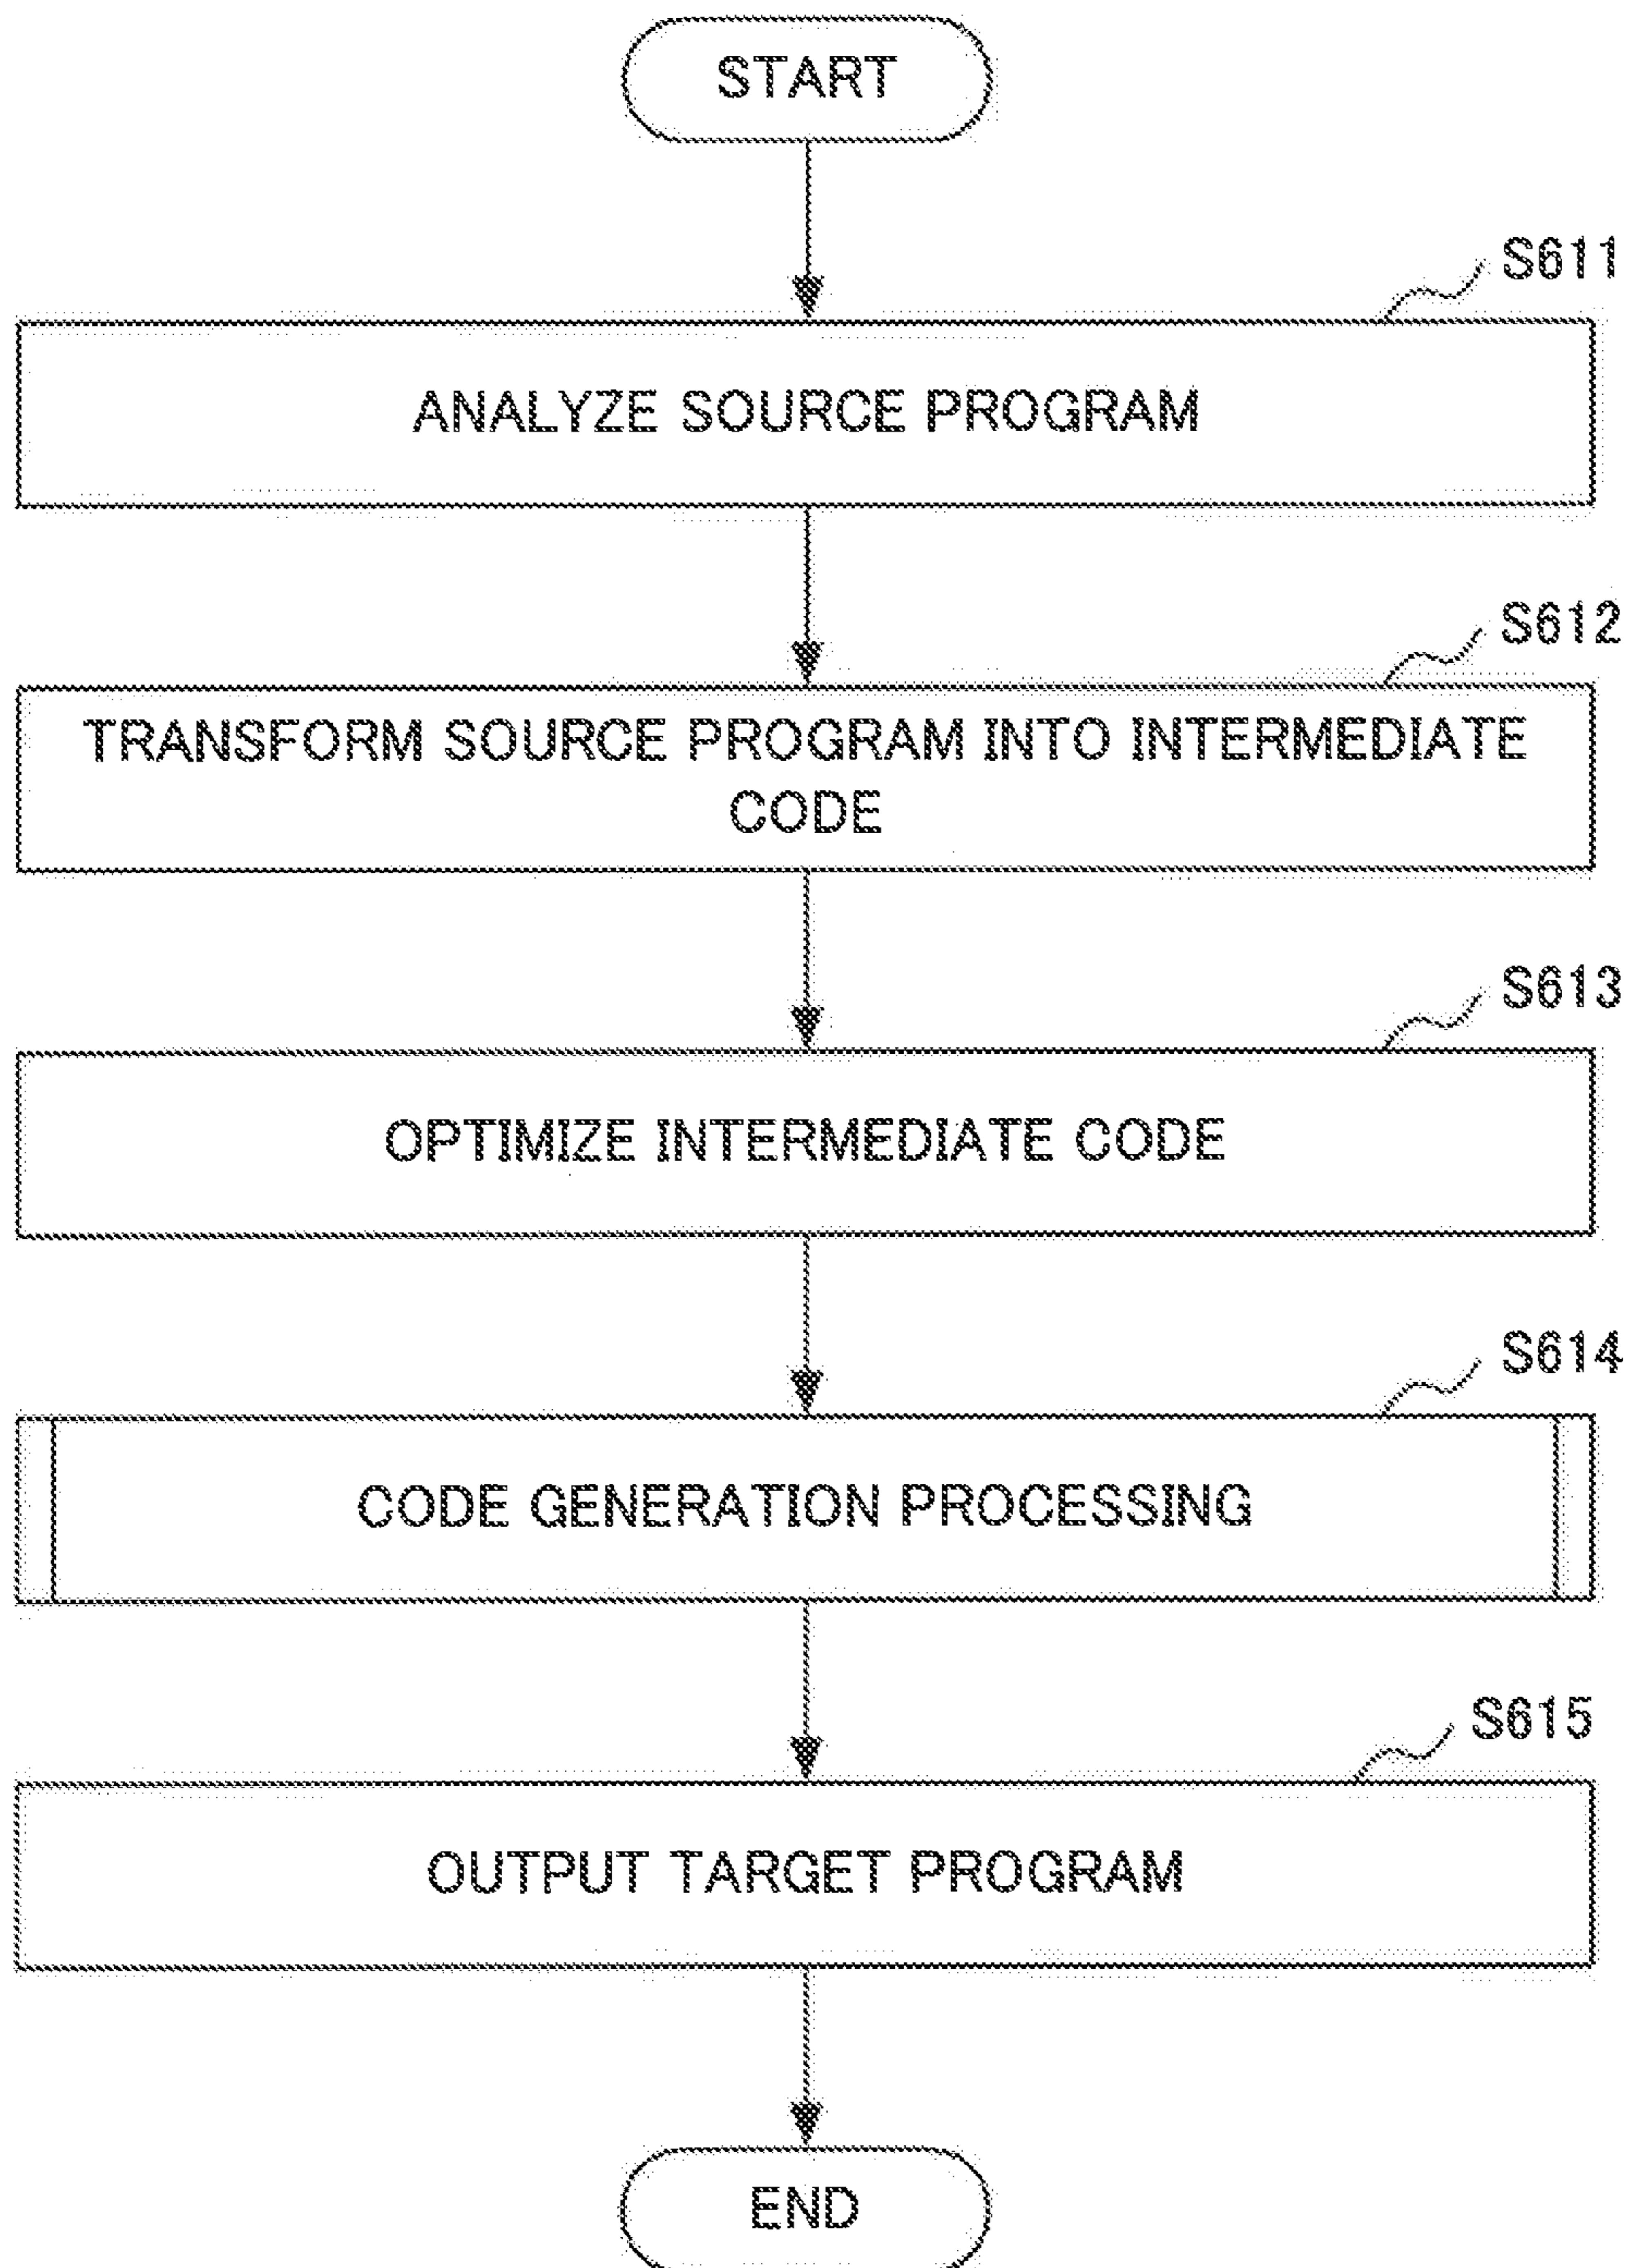 START
S611
ANALYZE SOURCE PROGRAM
S612
TRANSFORM SOURCE PROGRAM INTO INTERMEDIATE
CODE
S613
OPTIMIZE INTERMEDIATE CODE
S614
CODE GENERATION PROCESSING
S615
OUTPUT TARGET PROGRAM
END